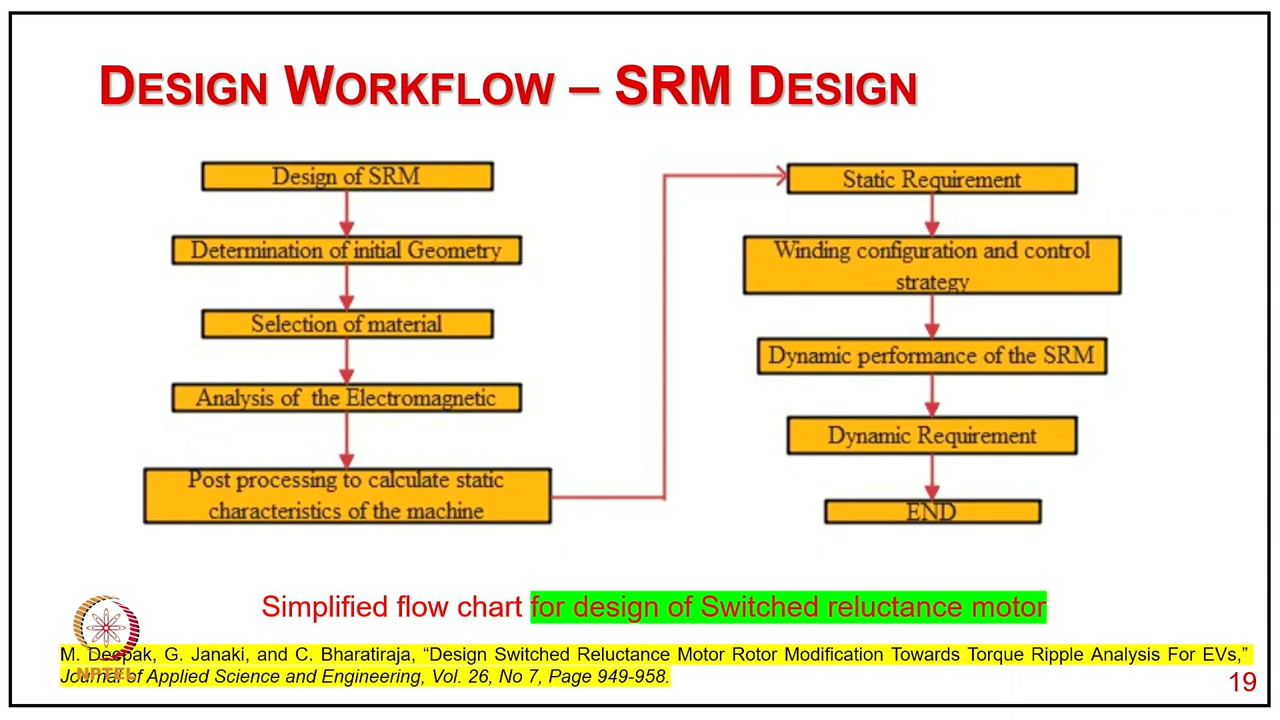 DESIGN WORKFLOW – SRM DESIGN
Design of SRM
Determination of initial Geometry
Selection of material
Analysis of the Electromagnetic
Post processing to calculate static
characteristics of the machine
Static Requirement
Winding configuration and control
strategy
Dynamic performance of the SRM
Dynamic Requirement
END
Simplified flow chart for design of Switched reluctance motor
M. Deepak, G. Janaki, and C. Bharatiraja, “Design Switched Reluctance Motor Rotor Modification Towards Torque Ripple Analysis For EVs,”
Journal of Applied Science and Engineering, Vol. 26, No 7, Page 949-958.
NPTEL
19